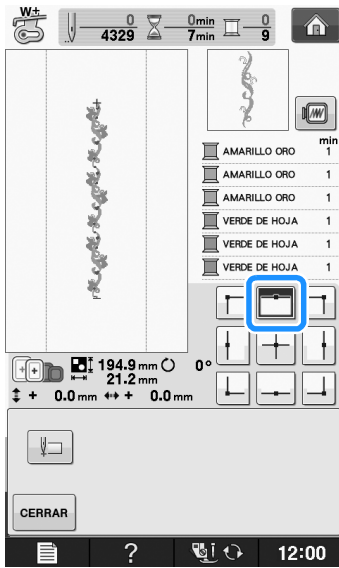 W±
0 0min 0
4329 7min 9
min
AMARILLO ORO 1
AMARILLO ORO 1
AMARILLO ORO 1
VERDE DE HOJA 1
VERDE DE HOJA 1
VERDE DE HOJA 1
194.9 mm 0°
21.2 mm
+ 0.0 mm + 0.0 mm
CERRAR
? 12:00